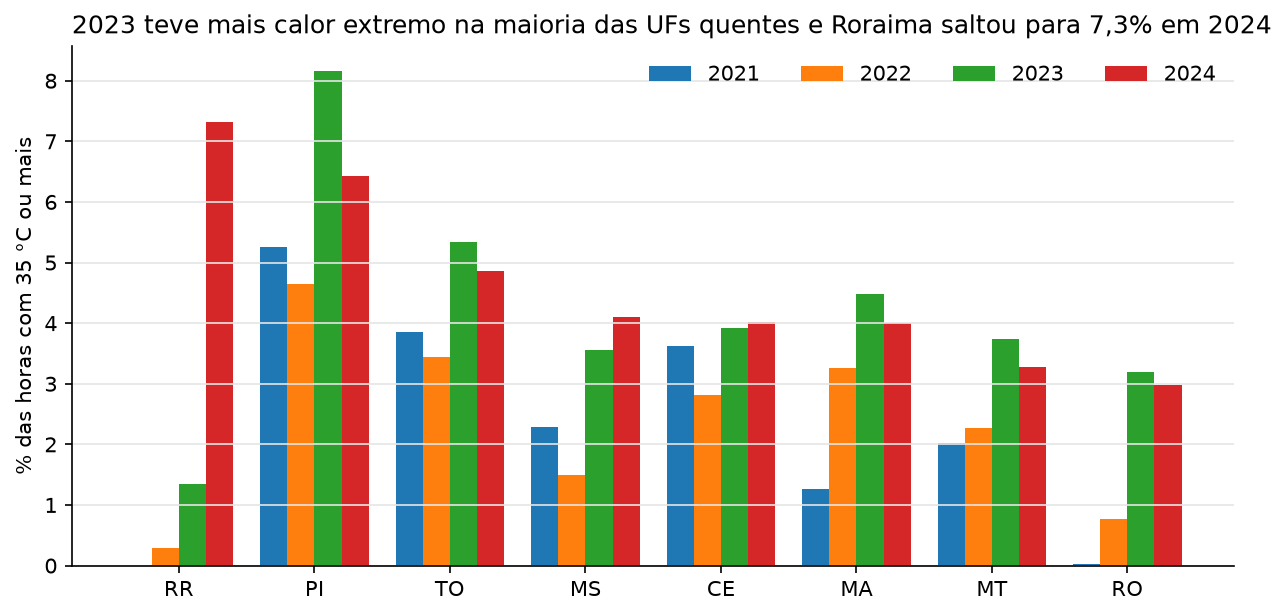 2023 teve mais calor extremo na maioria das UFs quentes e Roraima saltou para 7,3% em 2024
2021 2022 2023 2024
% das horas com 35 °C ou mais
8
7
6
5
4
3
2
1
0
RR PI TO MS CE MA MT RO